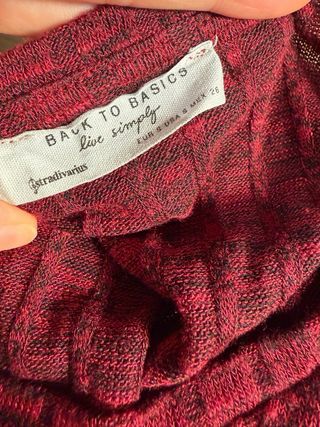 BACK TO BASICS
live simply
EUR S USA S MEX 26
stradivarius